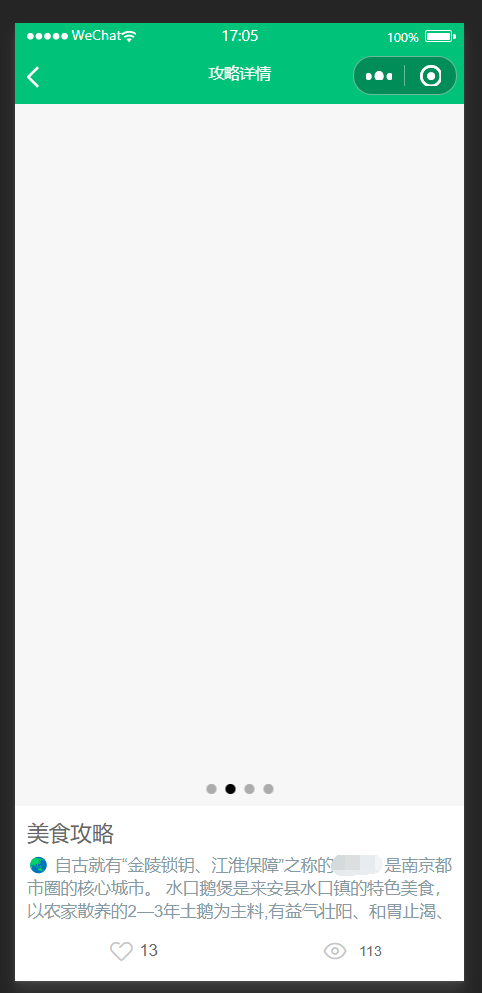 WeChat 17:05 100%
攻略详情
美食攻略
自古就有“金陵锁钥、江淮保障”之称的 是南京都
市圈的核心城市。 水口鹅煲是来安县水口镇的特色美食，
以农家散养的2—3年土鹅为主料,有益气壮阳、和胃止渴、
13 113